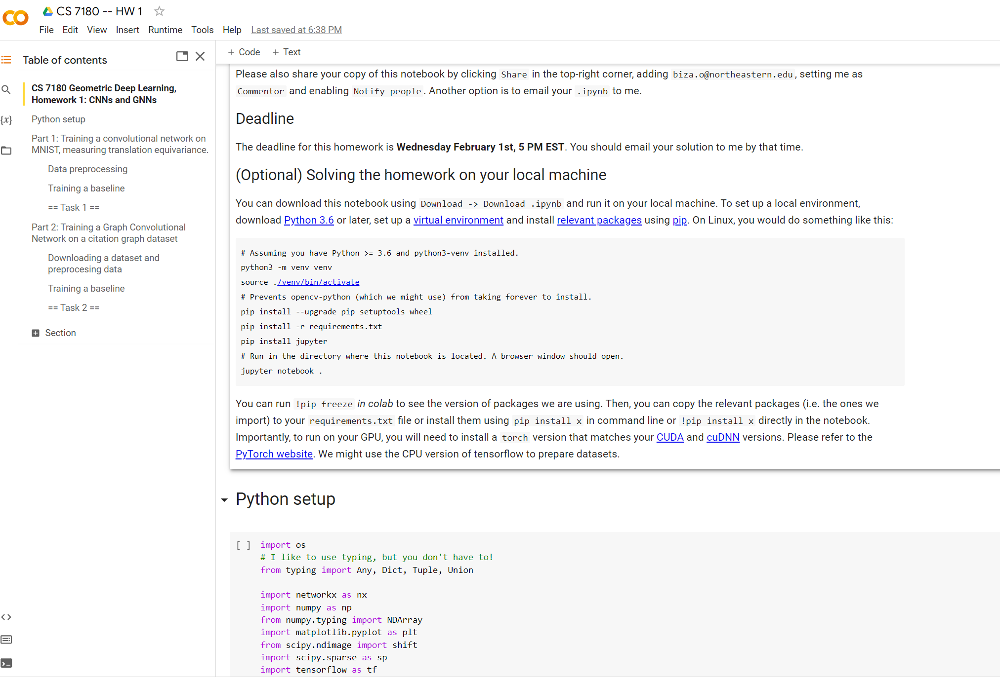 CS 7180 -- HW 1
File Edit View Insert Runtime Tools Help Last saved at 6:38 PM
Table of contents
CS 7180 Geometric Deep Learning,
Homework 1: CNNs and GNNs
Python setup
Part 1: Training a convolutional network on
MNIST, measuring translation equivariance.
Data preprocessing
Training a baseline
== Task 1 ==
Part 2: Training a Graph Convolutional
Network on a citation graph dataset
Downloading a dataset and
preprocesing data
Training a baseline
== Task 2 ==
Section
+ Code + Text
Please also share your copy of this notebook by clicking Share in the top-right corner, adding biza.o@northeastern.edu, setting me as
Commentor and enabling Notify people. Another option is to email your .ipynb to me.
Deadline
The deadline for this homework is Wednesday February 1st, 5 PM EST. You should email your solution to me by that time.
(Optional) Solving the homework on your local machine
You can download this notebook using Download -> Download .ipynb and run it on your local machine. To set up a local environment,
download Python 3.6 or later, set up a virtual environment and install relevant packages using pip. On Linux, you would do something like this:
# Assuming you have Python >= 3.6 and python3-venv installed.
python3 -m venv venv
source ./venv/bin/activate
# Prevents opencv-python (which we might use) from taking forever to install.
pip install --upgrade pip setuptools wheel
pip install -r requirements.txt
pip install jupyter
# Run in the directory where this notebook is located. A browser window should open.
jupyter notebook .
You can run !pip freeze in colab to see the version of packages we are using. Then, you can copy the relevant packages (i.e. the ones we
import) to your requirements.txt file or install them using pip install x in command line or !pip install x directly in the notebook.
Importantly, to run on your GPU, you will need to install a torch version that matches your CUDA and cuDNN versions. Please refer to the
PyTorch website. We might use the CPU version of tensorflow to prepare datasets.
Python setup
[ ] import os
# I like to use typing, but you don't have to!
from typing import Any, Dict, Tuple, Union
import networkx as nx
import numpy as np
from numpy.typing import NDArray
import matplotlib.pyplot as plt
from scipy.ndimage import shift
import scipy.sparse as sp
import tensorflow as tf